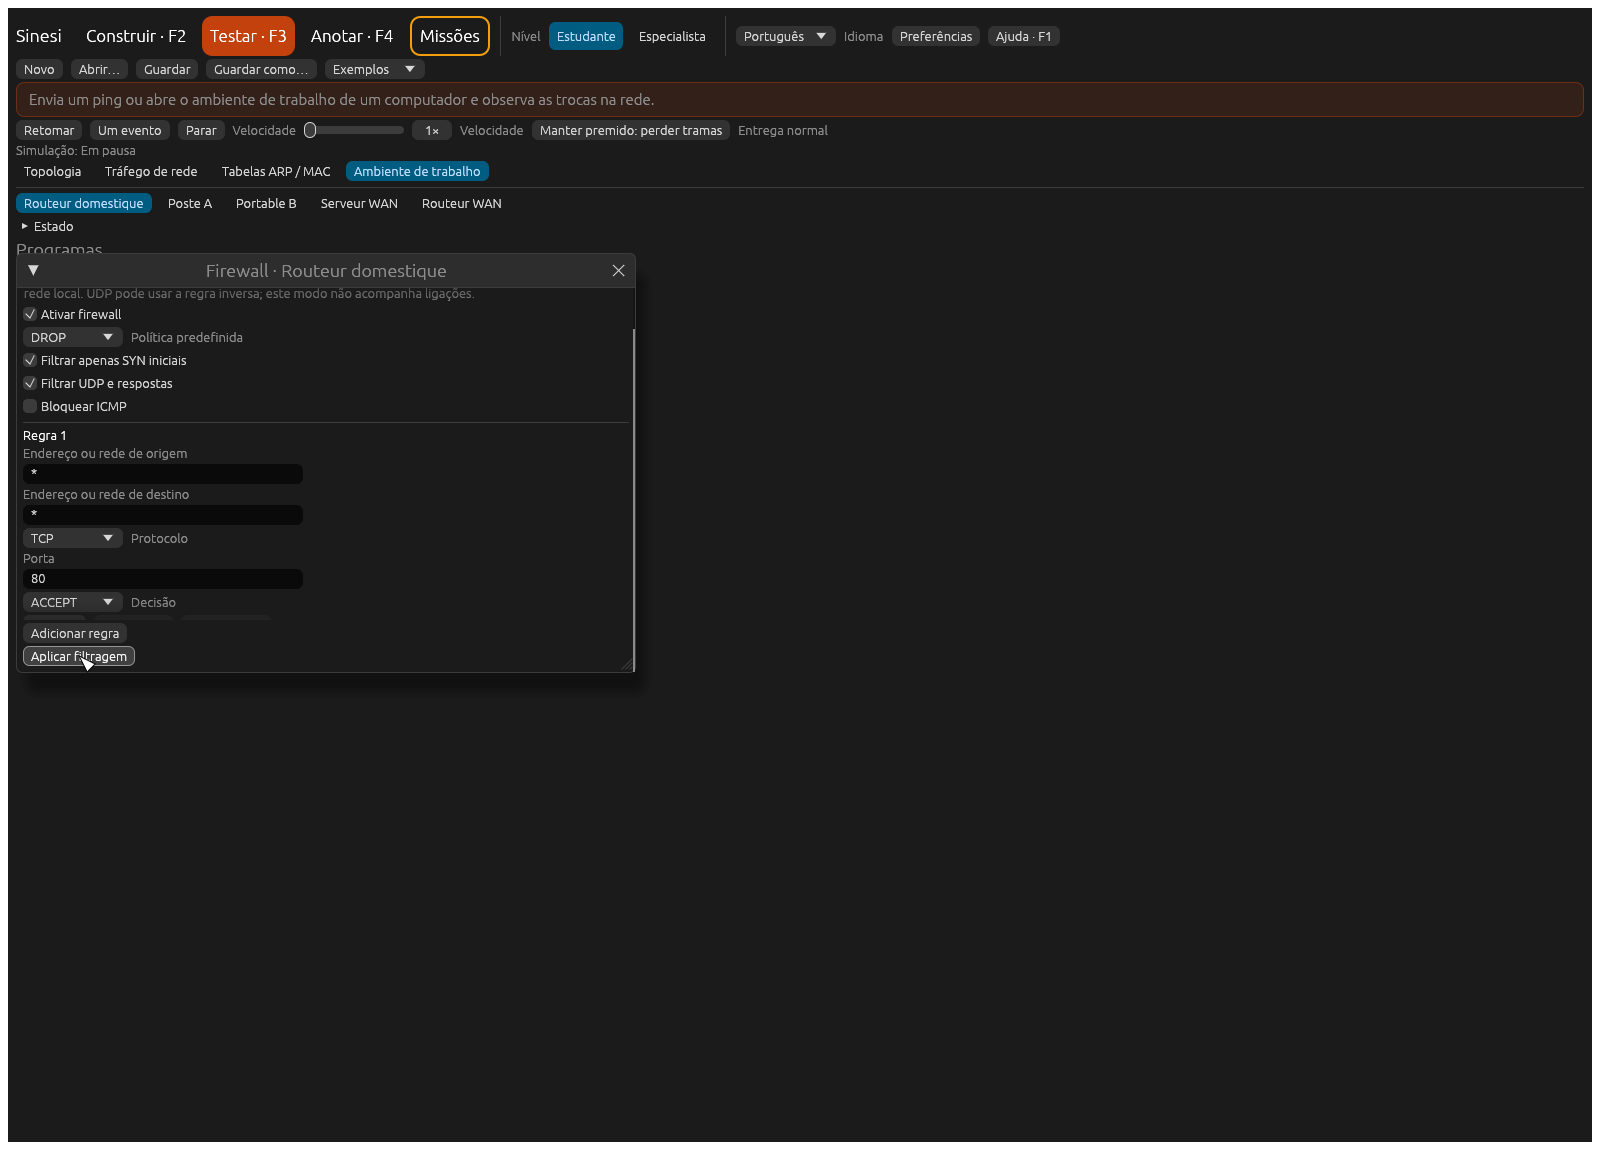 Sinesi Construir · F2 Testar · F3 Anotar · F4 Missões Nível Estudante Especialista Português Idioma Preferências Ajuda · F1
Novo Abrir… Guardar Guardar como… Exemplos
Envia um ping ou abre o ambiente de trabalho de um computador e observa as trocas na rede.
Retomar Um evento Parar Velocidade 1× Velocidade Manter premido: perder tramas Entrega normal
Simulação: Em pausa
Topologia Tráfego de rede Tabelas ARP / MAC Ambiente de trabalho
Routeur domestique Poste A Portable B Serveur WAN Routeur WAN
Estado
Programas
Firewall · Routeur domestique
rede local. UDP pode usar a regra inversa; este modo não acompanha ligações.
Ativar firewall
DROP Política predefinida
Filtrar apenas SYN iniciais
Filtrar UDP e respostas
Bloquear ICMP
Regra 1
Endereço ou rede de origem
*
Endereço ou rede de destino
*
TCP Protocolo
Porta
80
ACCEPT Decisão
Adicionar regra
Aplicar filtragem